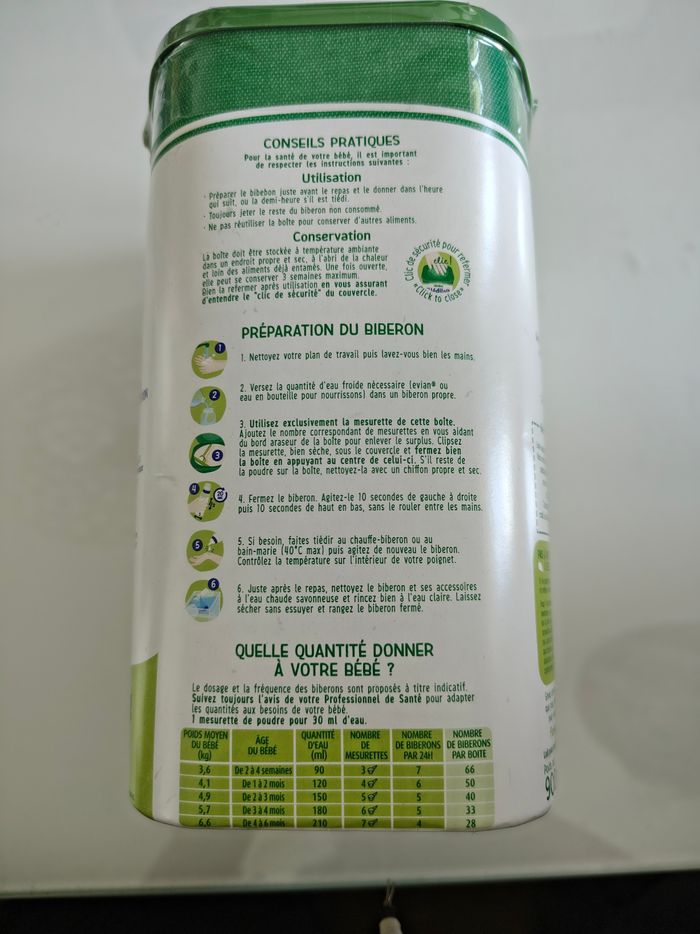 CONSEILS PRATIQUES
Pour la santé de votre bébé, il est important
de respecter les instructions suivantes :
Utilisation
· Préparer le bibebon juste avant le repas et le donner dans l'heure
qui suit, ou la demi-heure s'il est tiédi.
· Toujours jeter le reste du biberon non consommé.
· Ne pas réutiliser la boîte pour conserver d'autres aliments.
Conservation
La boîte doit être stockée à température ambiante
dans un endroit propre et sec, à l'abri de la chaleur
et loin des aliments déjà entamés. Une fois ouverte,
elle peut se conserver 3 semaines maximum.
Bien la refermer après utilisation en vous assurant
d'entendre le "clic de sécurité" du couvercle.
Clic de sécurité pour refermer
clic
«Click to close»
PRÉPARATION DU BIBERON
1
1. Nettoyez votre plan de travail puis lavez-vous bien les mains.
2
2. Versez la quantité d'eau froide nécessaire (evian® ou
eau en bouteille pour nourrissons) dans un biberon propre.
3
3. Utilisez exclusivement la mesurette de cette boîte.
Ajoutez le nombre correspondant de mesurettes en vous aidant
du bord araseur de la boîte pour enlever le surplus. Clipsez
la mesurette, bien sèche, sous le couvercle et fermez bien
la boîte en appuyant au centre de celui-ci. S'il reste de
la poudre sur la boîte, nettoyez-la avec un chiffon propre et sec.
4
4. Fermez le biberon. Agitez-le 10 secondes de gauche à droite
puis 10 secondes de haut en bas, sans le rouler entre les mains.
5
5. Si besoin, faites tiédir au chauffe-biberon ou au
bain-marie (40°C max) puis agitez de nouveau le biberon.
Contrôlez la température sur l'intérieur de votre poignet.
6
6. Juste après le repas, nettoyez le biberon et ses accessoires
à l'eau chaude savonneuse et rincez bien à l'eau claire. Laissez
sécher sans essuyer et rangez le biberon fermé.
QUELLE QUANTITÉ DONNER
À VOTRE BÉBÉ ?
Le dosage et la fréquence des biberons sont proposés à titre indicatif.
Suivez toujours l'avis de votre Professionnel de Santé pour adapter
les quantités aux besoins de votre bébé.
1 mesurette de poudre pour 30 ml d'eau.
POIDS MOYEN DU BÉBÉ (kg) ÂGE DU BÉBÉ QUANTITÉ D'EAU (ml) NOMBRE DE MESURETTES NOMBRE DE BIBERONS PAR 24H NOMBRE DE BIBERONS PAR BOITE
3,6 De 2 à 4 semaines 90 3 7 66
4,1 De 1 à 2 mois 120 4 6 50
4,9 De 2 à 3 mois 150 5 5 40
5,7 De 3 à 4 mois 180 6 5 33
6,6 De 4 à 6 mois 210 7 4 28